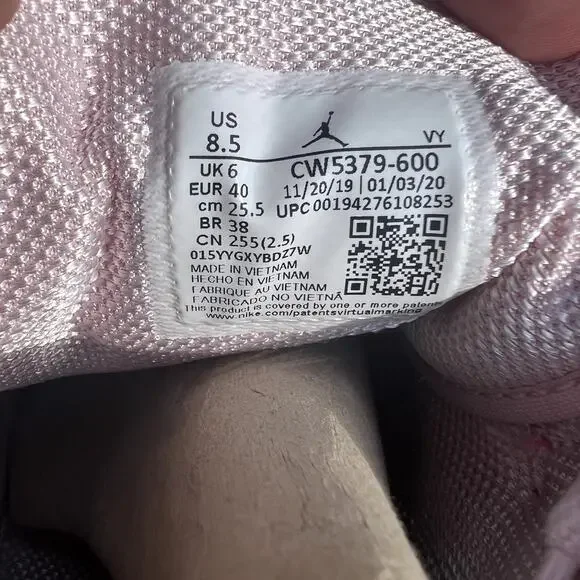 US
8.5
VY
UK 6
CW5379-600
EUR 40
11/20/19 | 01/03/20
cm 25.5
UPC 00194276108253
BR 38
CN 255(2.5)
015YYGXYBDZ7W
MADE IN VIETNAM
HECHO EN VIETNAM
FABRIQUE AU VIETNAM
FABRICADO NO VIETNÃ
This product is covered by one or more patents
www.nike.com/patentsvirtualmarking